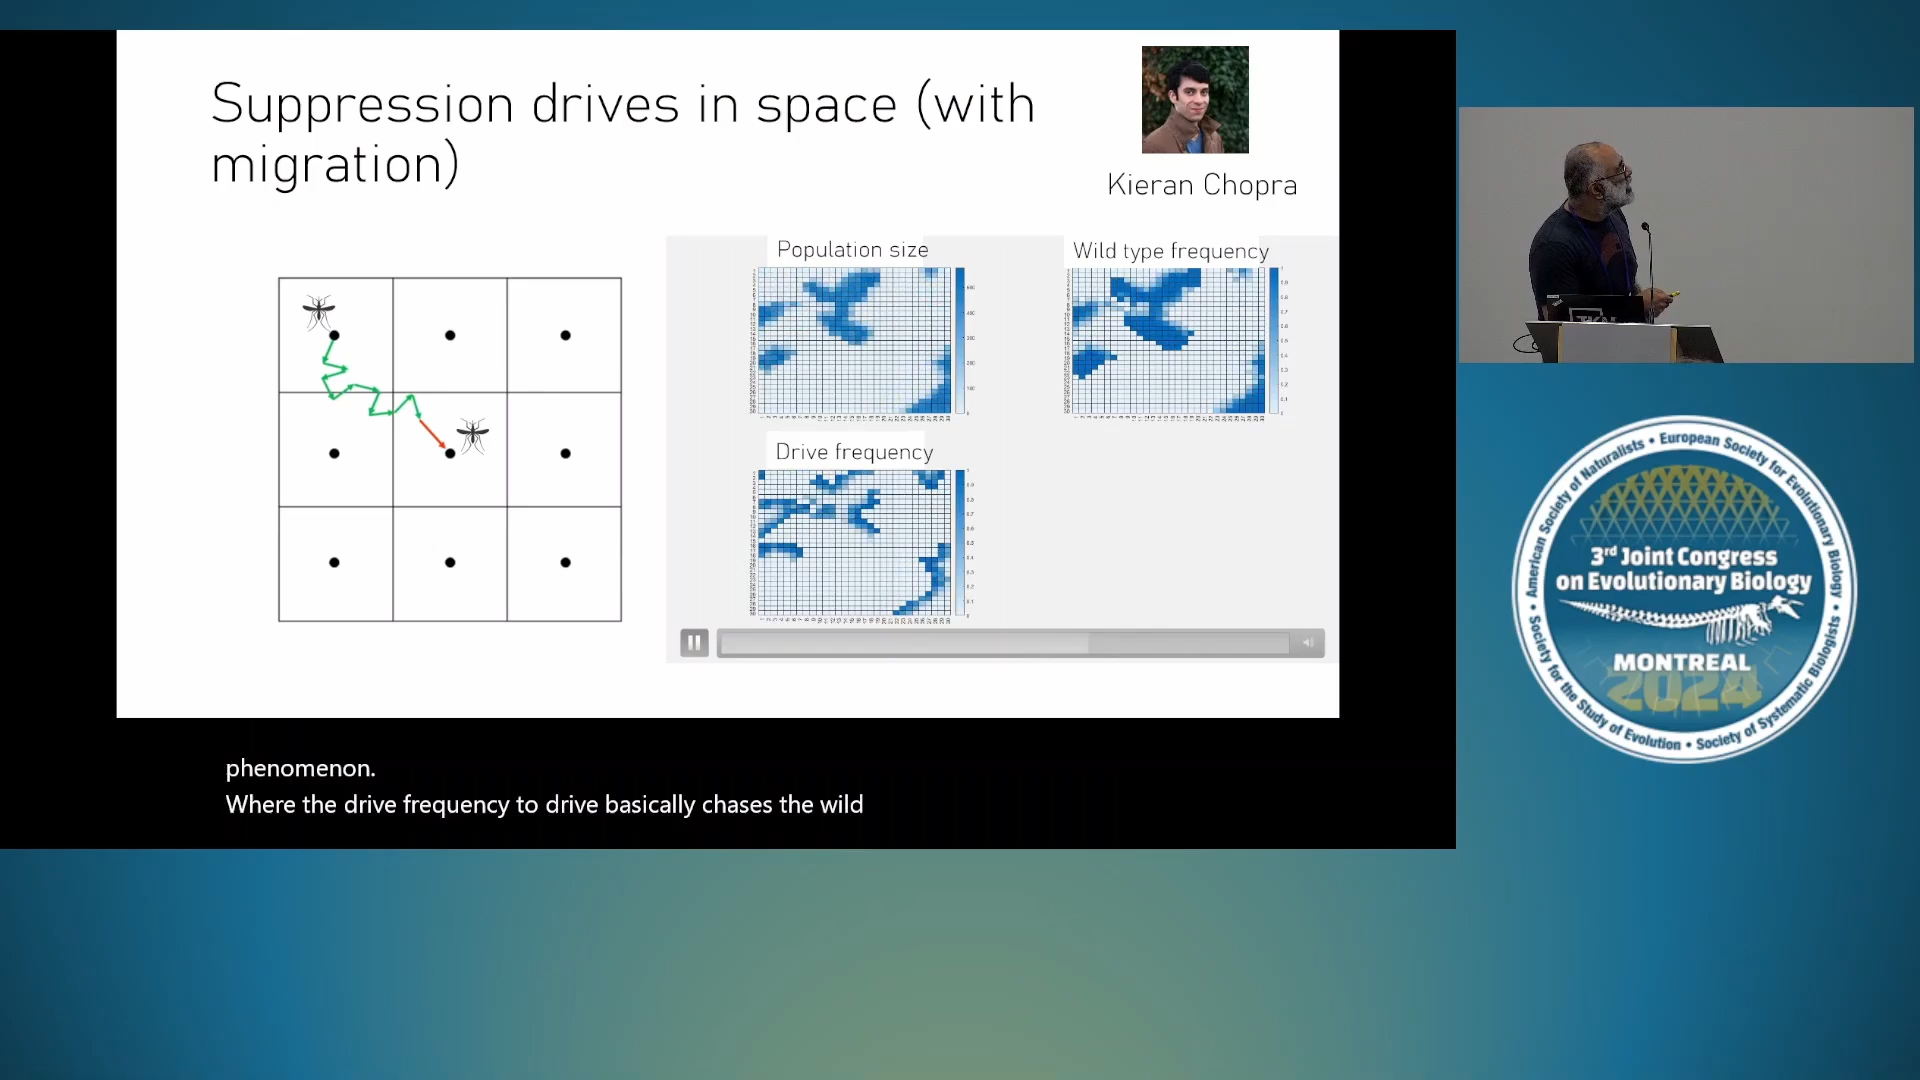 Suppression drives in space (with
migration)
Kieran Chopra
Population size
Wild type frequency
Drive frequency
phenomenon.
Where the drive frequency to drive basically chases the wild
American Society of Naturalists • European Society for Evolutionary Biology •
Society for the Study of Evolution • Society of Systematic Biologists •
3rd Joint Congress
on Evolutionary Biology
MONTREAL
2024